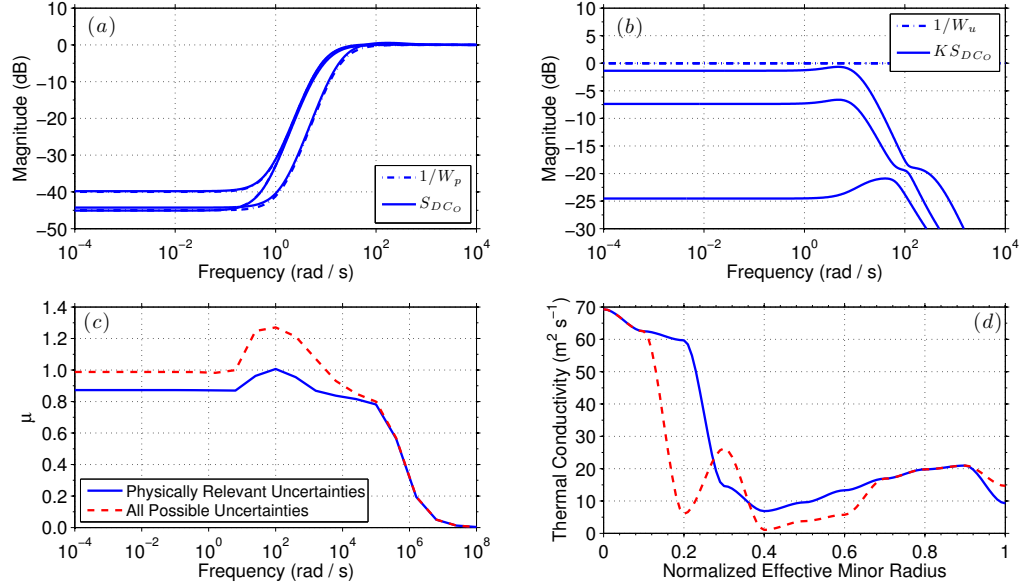 (a)
Magnitude (dB)
10
0
−10
−20
−30
−40
−50
1/W_p
S_{DC_O}
10^{−4} 10^{−2} 10^0 10^2 10^4
Frequency (rad / s)
(b)
Magnitude (dB)
10
5
0
−5
−10
−15
−20
−25
−30
1/W_u
KS_{DC_O}
10^{−4} 10^{−2} 10^0 10^2 10^4
Frequency (rad / s)
(c)
μ
1.4
1.2
1.0
0.8
0.6
0.4
0.2
0.0
Physically Relevant Uncertainties
All Possible Uncertainties
10^{−4} 10^{−2} 10^0 10^2 10^4 10^6 10^8
Frequency (rad / s)
(d)
Thermal Conductivity (m^2 s^{−1})
70
60
50
40
30
20
10
0
0 0.2 0.4 0.6 0.8 1
Normalized Effective Minor Radius